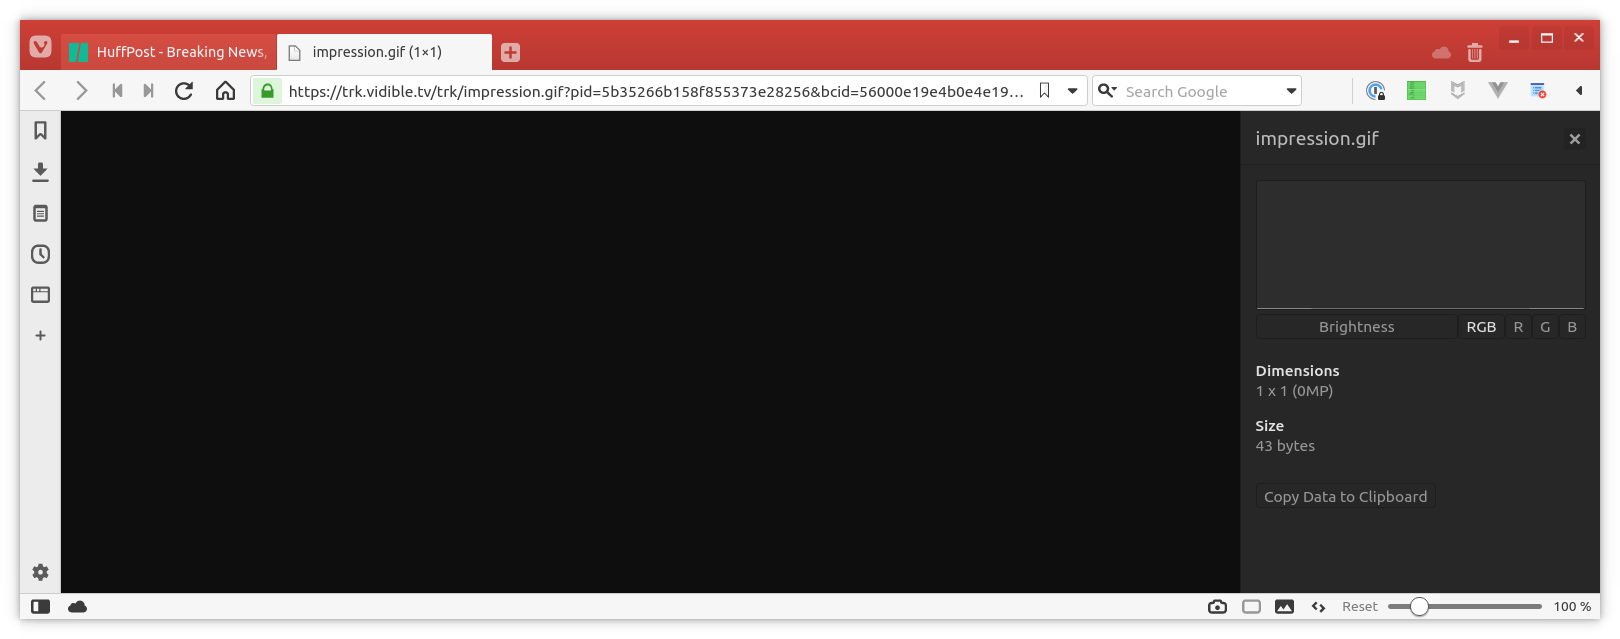 HuffPost - Breaking News,
impression.gif (1×1)
https://trk.vidible.tv/trk/impression.gif?pid=5b35266b158f855373e28256&bcid=56000e19e4b0e4e19...
Search Google
impression.gif
Brightness
RGB
R
G
B
Dimensions
1 x 1 (0MP)
Size
43 bytes
Copy Data to Clipboard
Reset
100 %